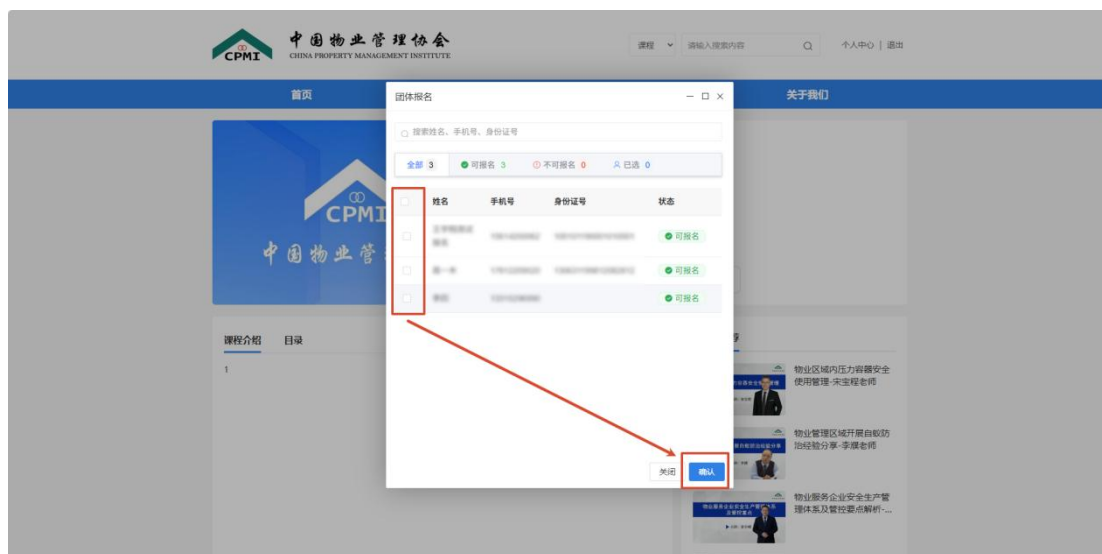 中国物业管理协会
CHINA PROPERTY MANAGEMENT INSTITUTE
CPMI
课程
请输入搜索内容
个人中心 | 退出
首页
关于我们
团体报名
搜索姓名、手机号、身份证号
全部 3 可报名 3 不可报名 0 已选 0
姓名 手机号 身份证号 状态
可报名
可报名
可报名
关闭 确认
CPMI
中国物业管
课程介绍 目录
1
物业区域内压力容器安全
使用管理-宋宝程老师
物业管理区域开展白蚁防
治经验分享-李濮老师
物业服务企业安全生产管
理体系及管控要点解析-...